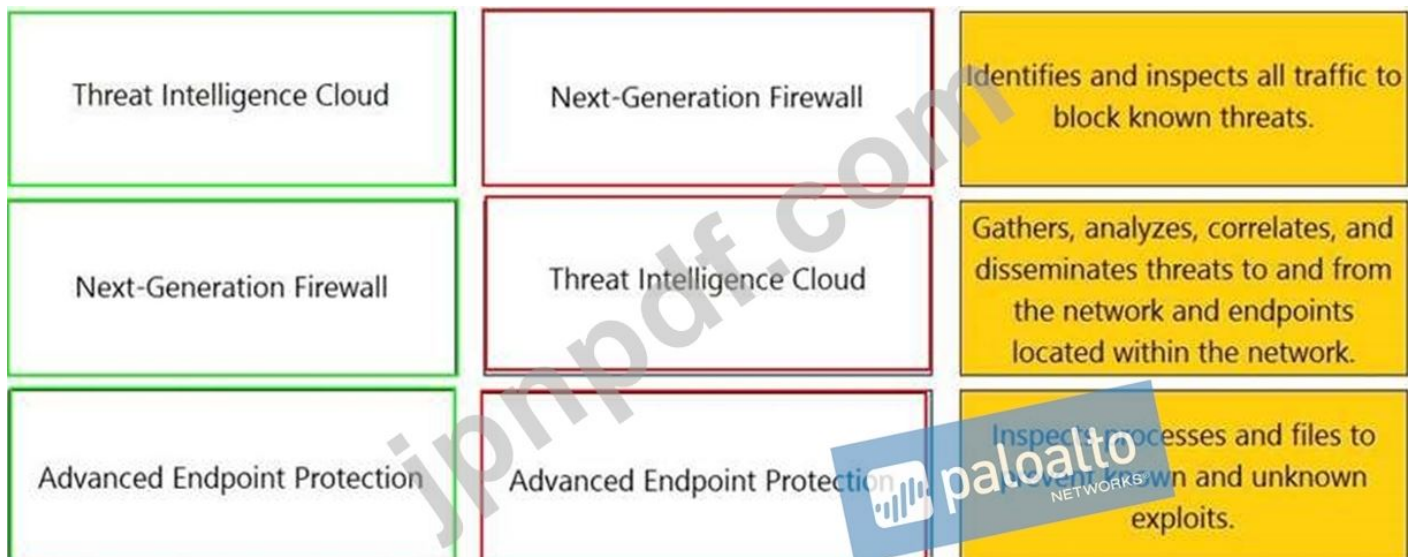 Threat Intelligence Cloud
Next-Generation Firewall
Identifies and inspects all traffic to
block known threats.
Next-Generation Firewall
Threat Intelligence Cloud
Gathers, analyzes, correlates, and
disseminates threats to and from
the network and endpoints
located within the network.
Advanced Endpoint Protection
Advanced Endpoint Protection
Inspects processes and files to
prevent known and unknown
exploits.
jpnpdf.com
paloalto
NETWORKS